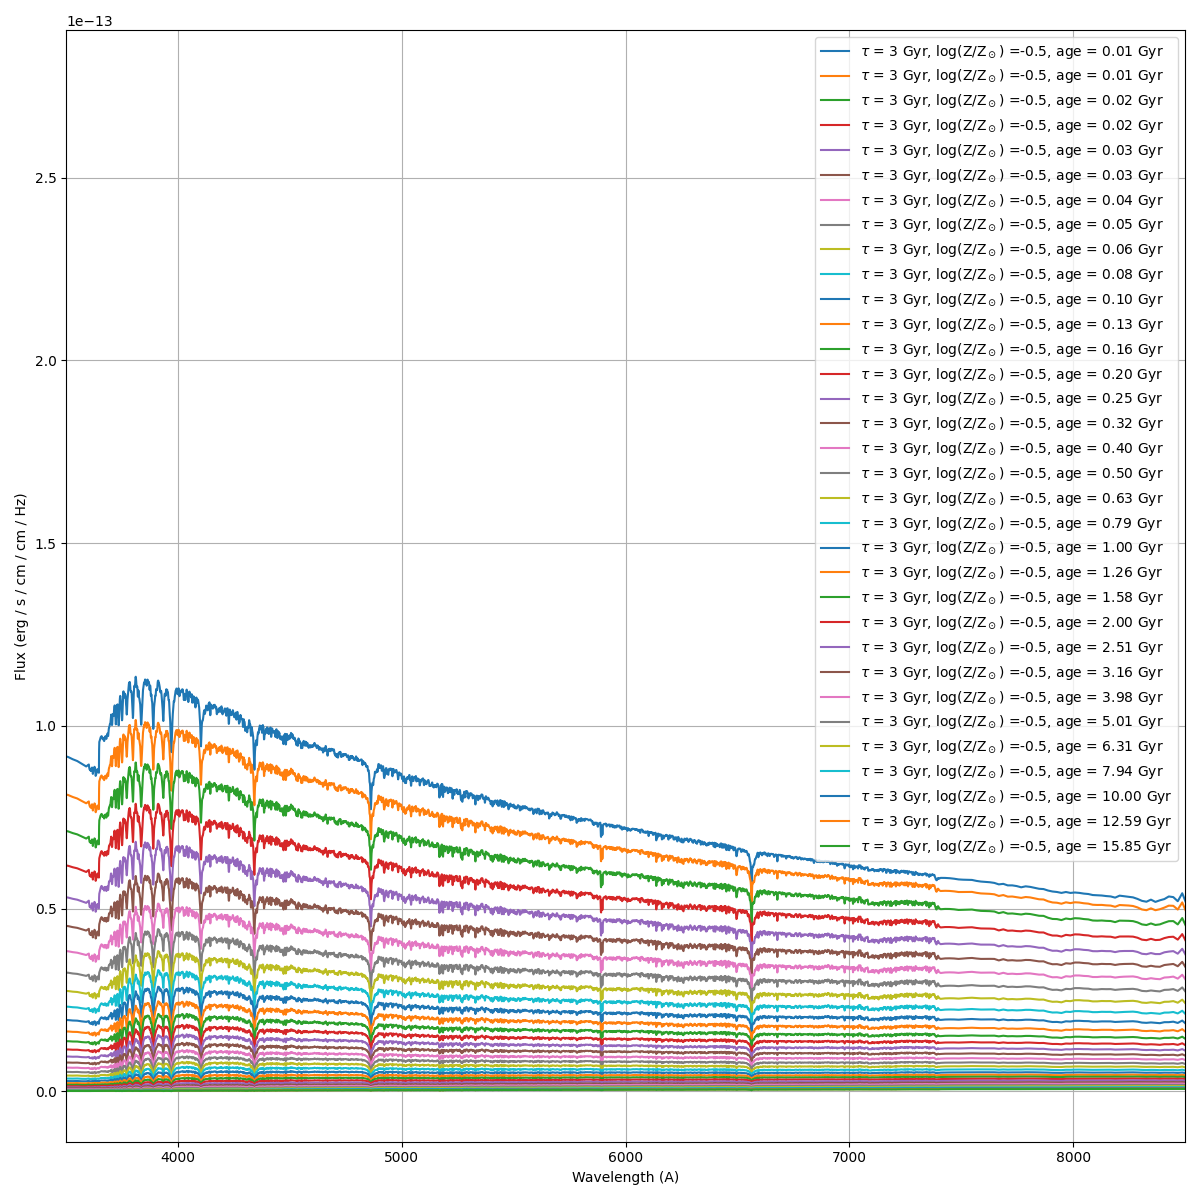 1e−13
2.5
2.0
1.5
1.0
0.5
0.0
Flux (erg / s / cm / cm / Hz)
4000 5000 6000 7000 8000
Wavelength (A)
τ = 3 Gyr, log(Z/Z⊙) =-0.5, age = 0.01 Gyr
τ = 3 Gyr, log(Z/Z⊙) =-0.5, age = 0.01 Gyr
τ = 3 Gyr, log(Z/Z⊙) =-0.5, age = 0.02 Gyr
τ = 3 Gyr, log(Z/Z⊙) =-0.5, age = 0.02 Gyr
τ = 3 Gyr, log(Z/Z⊙) =-0.5, age = 0.03 Gyr
τ = 3 Gyr, log(Z/Z⊙) =-0.5, age = 0.03 Gyr
τ = 3 Gyr, log(Z/Z⊙) =-0.5, age = 0.04 Gyr
τ = 3 Gyr, log(Z/Z⊙) =-0.5, age = 0.05 Gyr
τ = 3 Gyr, log(Z/Z⊙) =-0.5, age = 0.06 Gyr
τ = 3 Gyr, log(Z/Z⊙) =-0.5, age = 0.08 Gyr
τ = 3 Gyr, log(Z/Z⊙) =-0.5, age = 0.10 Gyr
τ = 3 Gyr, log(Z/Z⊙) =-0.5, age = 0.13 Gyr
τ = 3 Gyr, log(Z/Z⊙) =-0.5, age = 0.16 Gyr
τ = 3 Gyr, log(Z/Z⊙) =-0.5, age = 0.20 Gyr
τ = 3 Gyr, log(Z/Z⊙) =-0.5, age = 0.25 Gyr
τ = 3 Gyr, log(Z/Z⊙) =-0.5, age = 0.32 Gyr
τ = 3 Gyr, log(Z/Z⊙) =-0.5, age = 0.40 Gyr
τ = 3 Gyr, log(Z/Z⊙) =-0.5, age = 0.50 Gyr
τ = 3 Gyr, log(Z/Z⊙) =-0.5, age = 0.63 Gyr
τ = 3 Gyr, log(Z/Z⊙) =-0.5, age = 0.79 Gyr
τ = 3 Gyr, log(Z/Z⊙) =-0.5, age = 1.00 Gyr
τ = 3 Gyr, log(Z/Z⊙) =-0.5, age = 1.26 Gyr
τ = 3 Gyr, log(Z/Z⊙) =-0.5, age = 1.58 Gyr
τ = 3 Gyr, log(Z/Z⊙) =-0.5, age = 2.00 Gyr
τ = 3 Gyr, log(Z/Z⊙) =-0.5, age = 2.51 Gyr
τ = 3 Gyr, log(Z/Z⊙) =-0.5, age = 3.16 Gyr
τ = 3 Gyr, log(Z/Z⊙) =-0.5, age = 3.98 Gyr
τ = 3 Gyr, log(Z/Z⊙) =-0.5, age = 5.01 Gyr
τ = 3 Gyr, log(Z/Z⊙) =-0.5, age = 6.31 Gyr
τ = 3 Gyr, log(Z/Z⊙) =-0.5, age = 7.94 Gyr
τ = 3 Gyr, log(Z/Z⊙) =-0.5, age = 10.00 Gyr
τ = 3 Gyr, log(Z/Z⊙) =-0.5, age = 12.59 Gyr
τ = 3 Gyr, log(Z/Z⊙) =-0.5, age = 15.85 Gyr